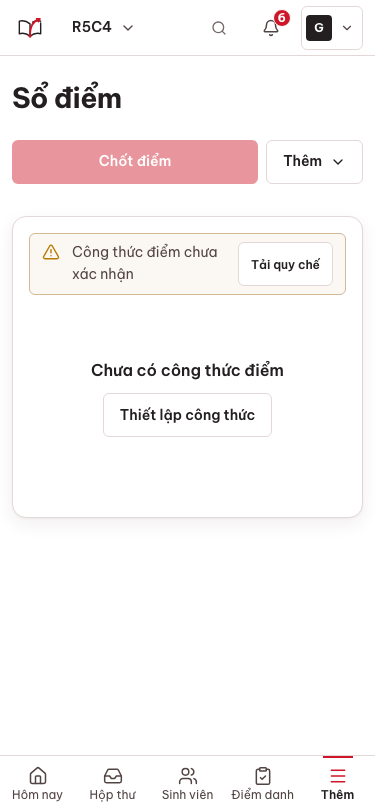 R5C4
6
G
Sổ điểm
Chốt điểm
Thêm
Công thức điểm chưa
xác nhận
Tải quy chế
Chưa có công thức điểm
Thiết lập công thức
Hôm nay
Hộp thư
Sinh viên
Điểm danh
Thêm